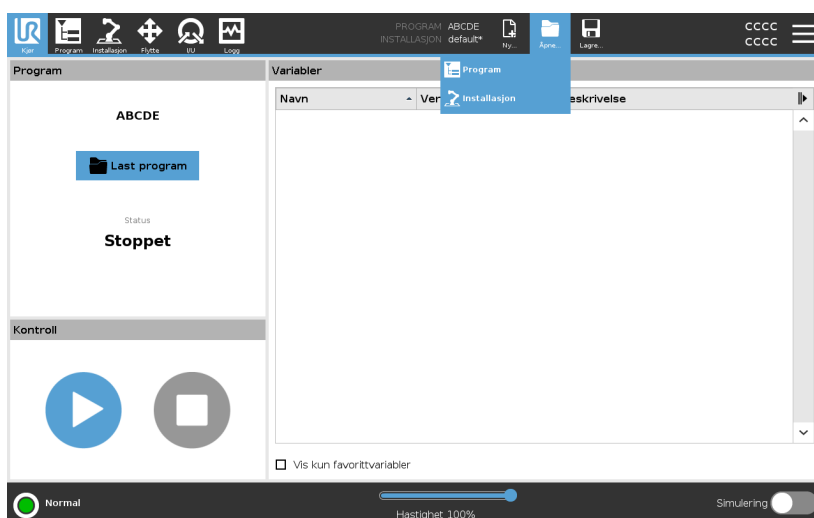 Kjør
Program
Installasjon
Flytte
I/U
Logg
PROGRAM ABCDE
INSTALLASJON default*
Ny...
Åpne...
Lagre...
CCCC
CCCC
Program
Installasjon
Program
ABCDE
Last program
Status
Stoppet
Kontroll
Variabler
Navn
Ver
eskrivelse
Vis kun favorittvariabler
Normal
Hastighet 100%
Simulering